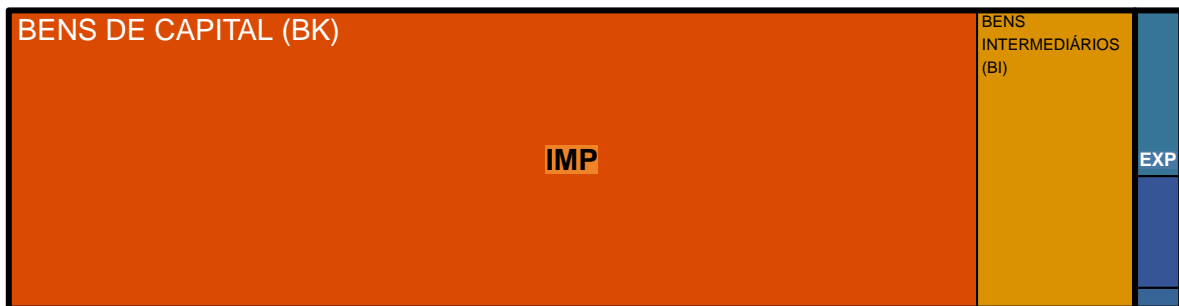 BENS DE CAPITAL (BK)
BENS
INTERMEDIÁRIOS
(BI)
IMP
EXP